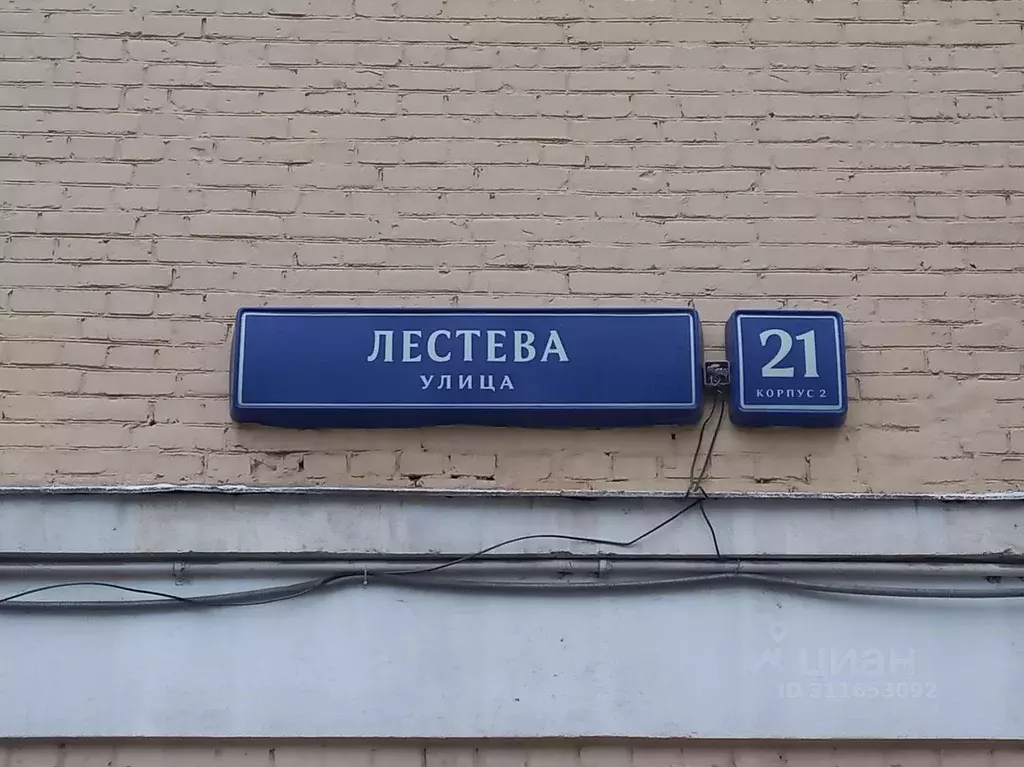 ЛЕСТЕВА
УЛИЦА
21
КОРПУС 2
циан
ID 311653092